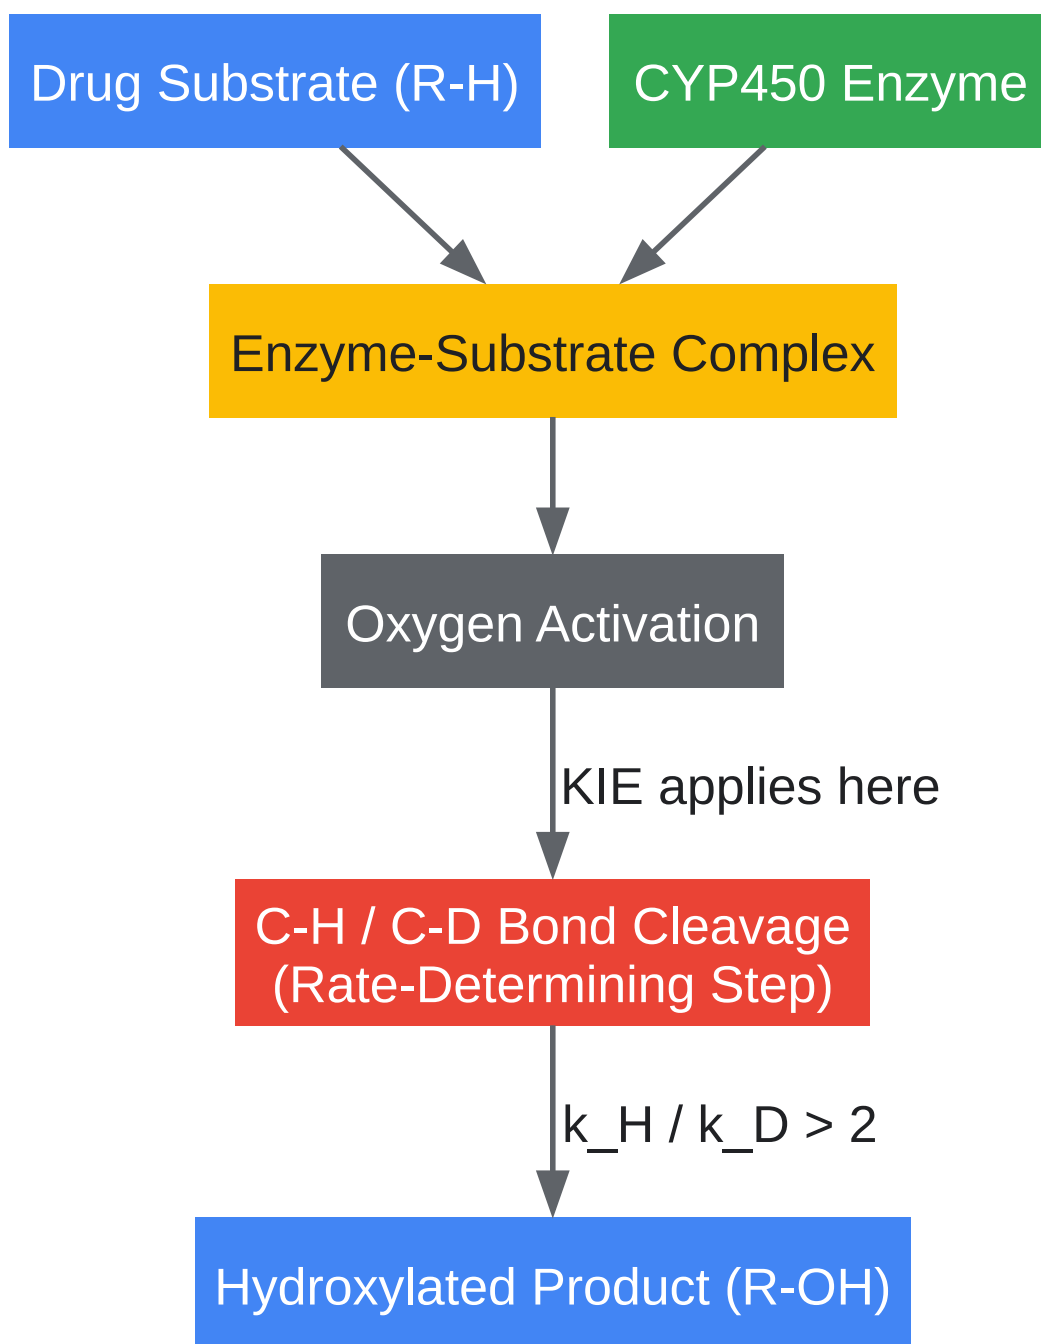 Drug Substrate (R-H)
CYP450 Enzyme
Enzyme-Substrate Complex
Oxygen Activation
KIE applies here
C-H / C-D Bond Cleavage
(Rate-Determining Step)
k_H / k_D > 2
Hydroxylated Product (R-OH)